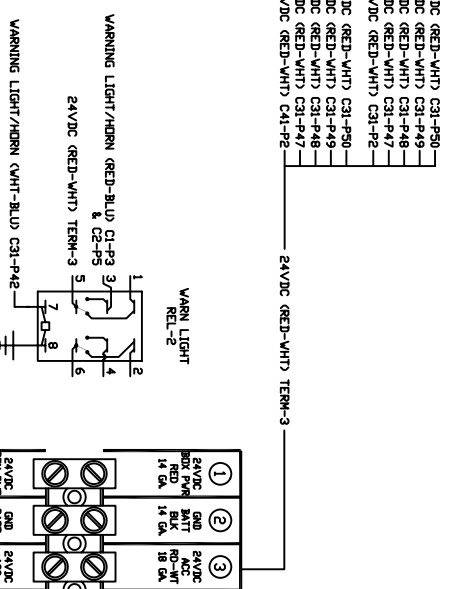 DC (RED-WHT) C31-P50
DC (RED-WHT) C31-P49
DC (RED-WHT) C31-P48
DC (RED-WHT) C31-P47
VDC (RED-WHT) C31-P2
DC (RED-WHT) C31-P50
DC (RED-WHT) C31-P49
DC (RED-WHT) C31-P48
DC (RED-WHT) C31-P47
VDC (RED-WHT) C41-P2
24VDC (RED-WHT) TERM-3
WARN LIGHT
REL-2
WARNING LIGHT/HORN (RED-BLU) C1-P3
& C2-P5
24VDC (RED-WHT) TERM-3
WARNING LIGHT/HORN (WHT-BLU) C31-P42
1
2
3
4
5
6
7
8
1
24VDC
BOX PWR
RED
14 GA.
2
GND
BATT
BLK
14 GA.
3
24VDC
ACC
RD-WT
18 GA.
24VDC
GND
24VDC